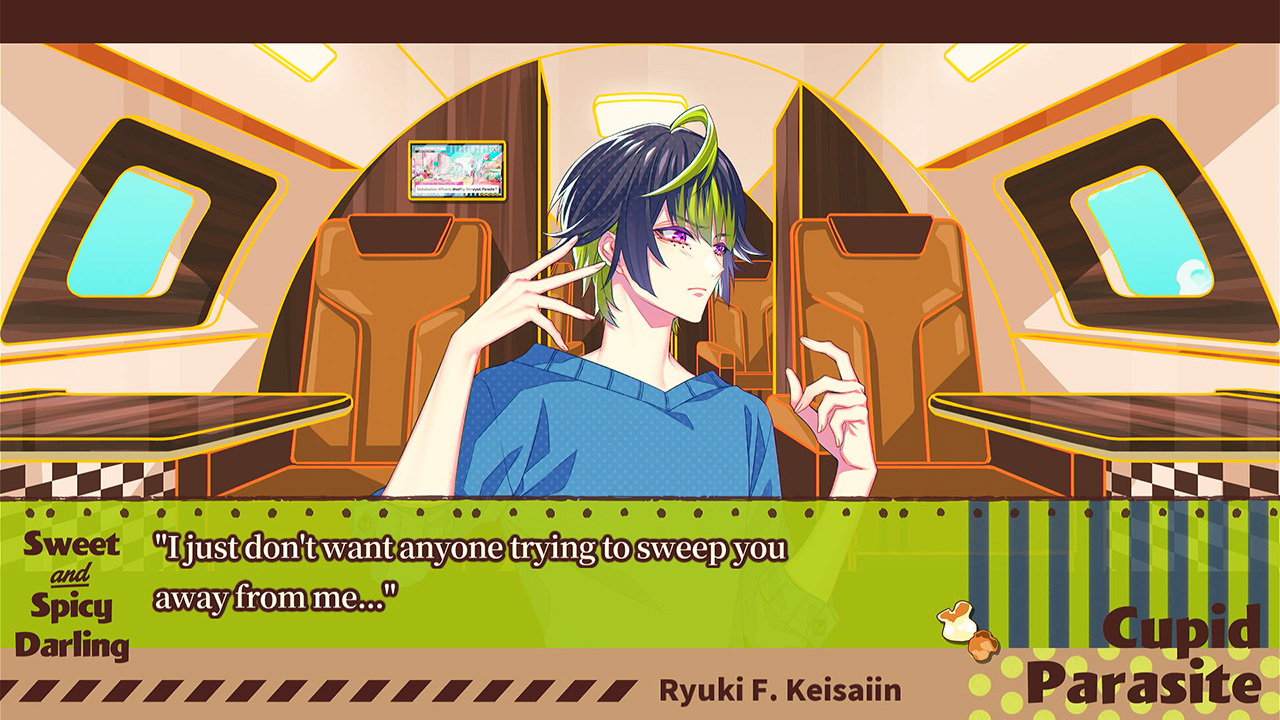 "I just don't want anyone trying to sweep you
away from me..."
Sweet
and
Spicy
Darling
Ryuki F. Keisaiin
Cupid
Parasite